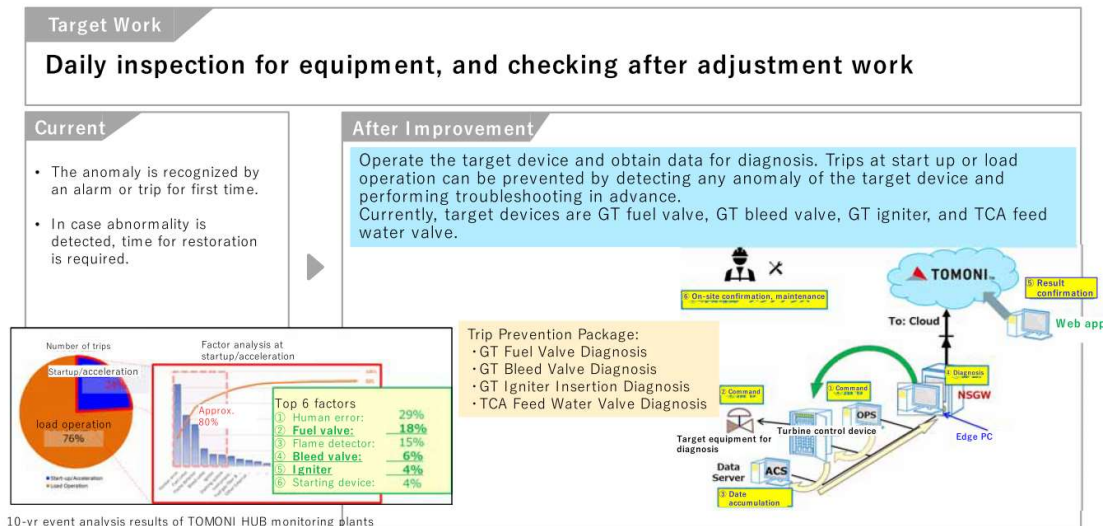 Target Work
Daily inspection for equipment, and checking after adjustment work
Current
• The anomaly is recognized by
an alarm or trip for first time.
• In case abnormality is
detected, time for restoration
is required.
After Improvement
Operate the target device and obtain data for diagnosis. Trips at start up or load
operation can be prevented by detecting any anomaly of the target device and
performing troubleshooting in advance.
Currently, target devices are GT fuel valve, GT bleed valve, GT igniter, and TCA feed
water valve.
Number of trips
Startup/acceleration
load operation
76%
Start up/Acceleration
Load Operation
Factor analysis at
startup/acceleration
Approx.
80%
Top 6 factors
① Human error: 29%
② Fuel valve: 18%
③ Flame detector: 15%
④ Bleed valve: 6%
⑤ Igniter 4%
⑥ Starting device: 4%
10-yr event analysis results of TOMONI HUB monitoring plants
Trip Prevention Package:
・GT Fuel Valve Diagnosis
・GT Bleed Valve Diagnosis
・GT Igniter Insertion Diagnosis
・TCA Feed Water Valve Diagnosis
⑥ On-site confirmation, maintenance
TOMONI
⑤ Result
confirmation
To: Cloud
Web app
④ Diagnosis
NSGW
② Command
① Command
OPS
Turbine control device
Edge PC
Target equipment for
diagnosis
Data
Server
ACS
③ Date
accumulation